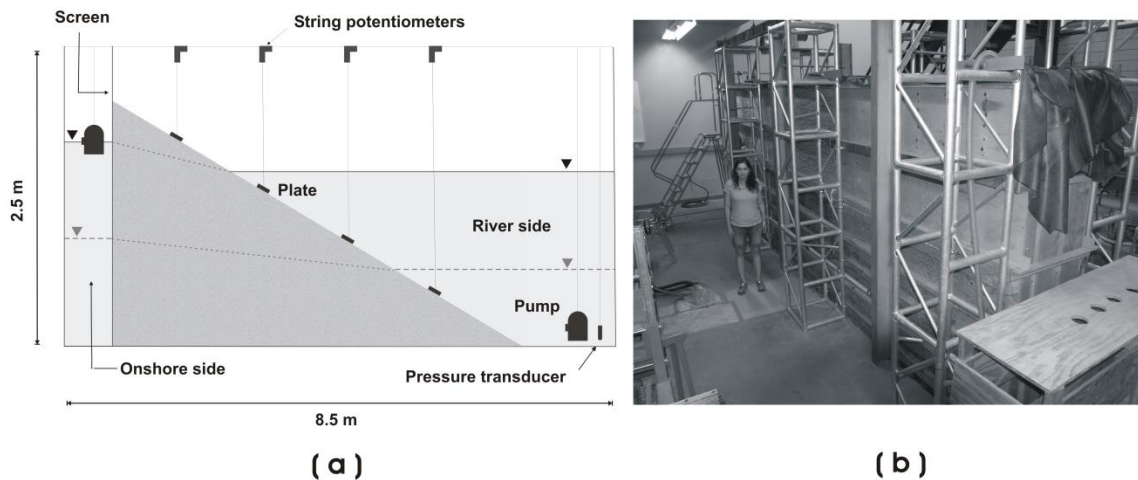 Screen
String potentiometers
2.5 m
Plate
River side
Pump
Onshore side
Pressure transducer
8.5 m
( a )
( b )